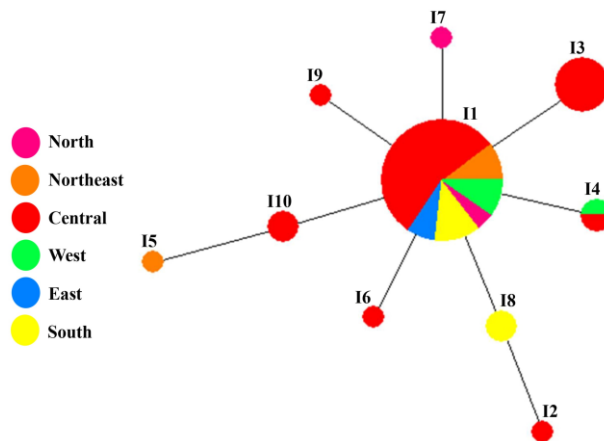 I7
I3
I9
I1
North
Northeast
Central
I4
West
I10
I5
East
I6
I8
South
I2